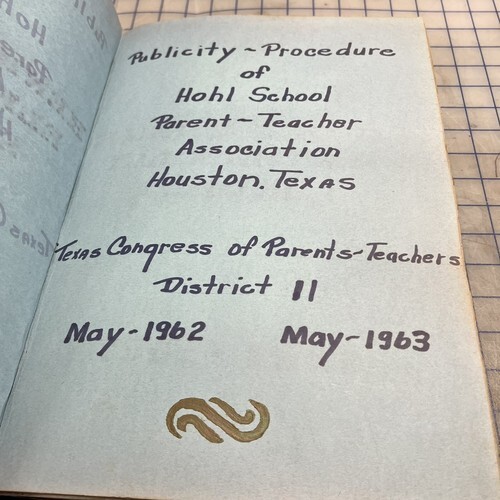 Publicity ~ Procedure
of
Hohl School
Parent - Teacher
Association
Houston. Texas
Texas Congress of Parents-Teachers
District 11
May - 1962 May - 1963